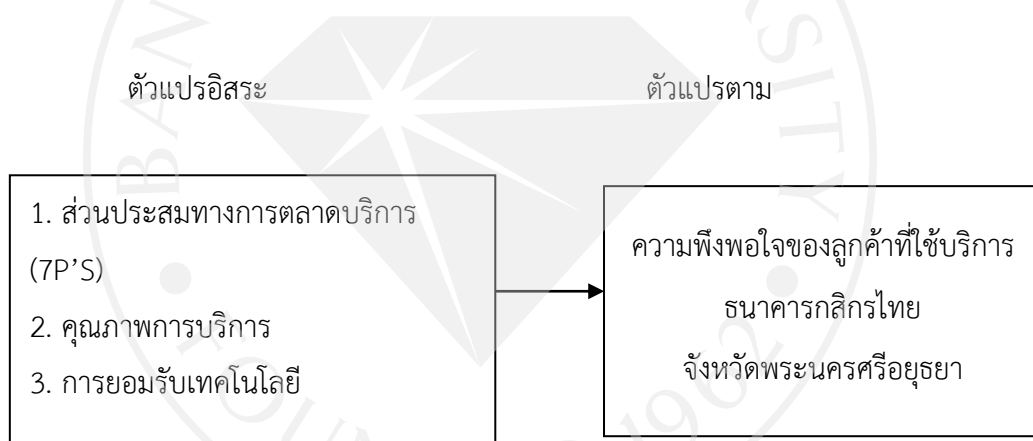 ตัวแปรอิสระ
ตัวแปรตาม
1. ส่วนประสมทางการตลาดบริการ
(7P’S)
2. คุณภาพการบริการ
3. การยอมรับเทคโนโลยี
ความพึงพอใจของลูกค้าที่ใช้บริการ
ธนาคารกสิกรไทย
จังหวัดพระนครศรีอยุธยา